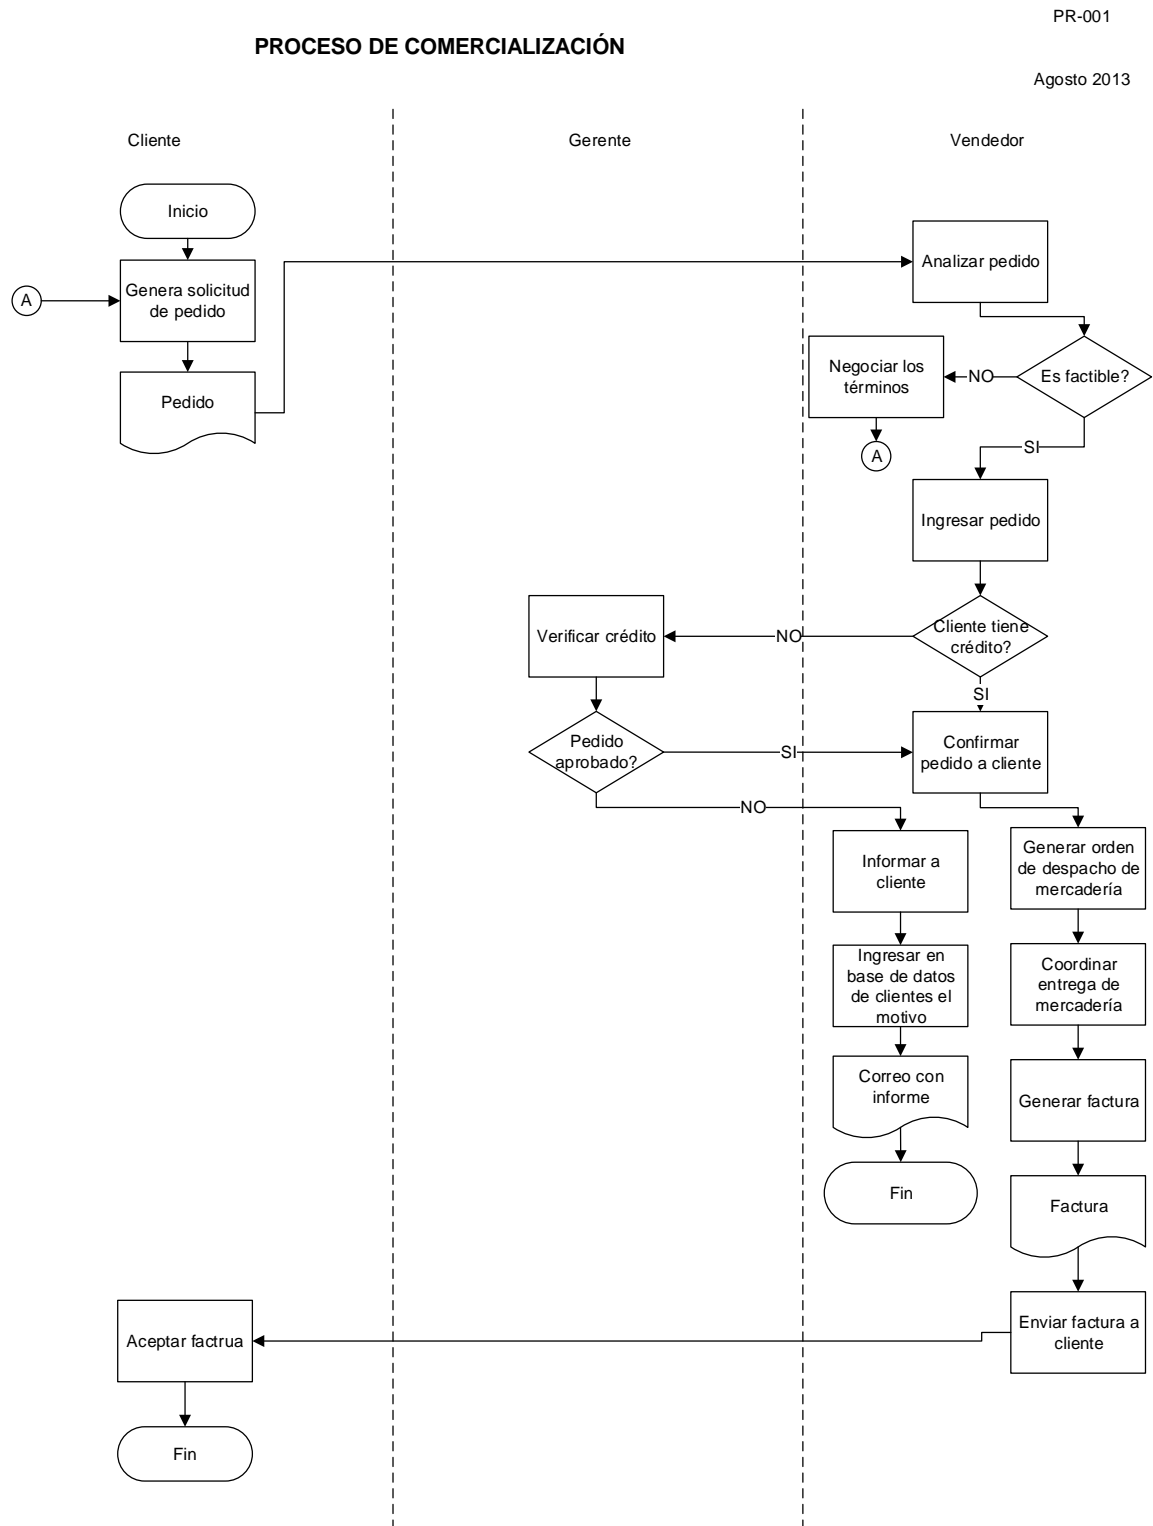 PR-001
PROCESO DE COMERCIALIZACIÓN
Agosto 2013
Cliente
Gerente
Vendedor
Inicio
Analizar pedido
A
Genera solicitud
de pedido
Negociar los
términos
NO
Es factible?
Pedido
SI
A
Ingresar pedido
Verificar crédito
NO
Cliente tiene
crédito?
SI
Pedido
aprobado?
SI
Confirmar
pedido a cliente
NO
Informar a
cliente
Generar orden
de despacho de
mercadería
Ingresar en
base de datos
de clientes el
motivo
Coordinar
entrega de
mercadería
Correo con
informe
Generar factura
Fin
Factura
Aceptar factrua
Enviar factura a
cliente
Fin